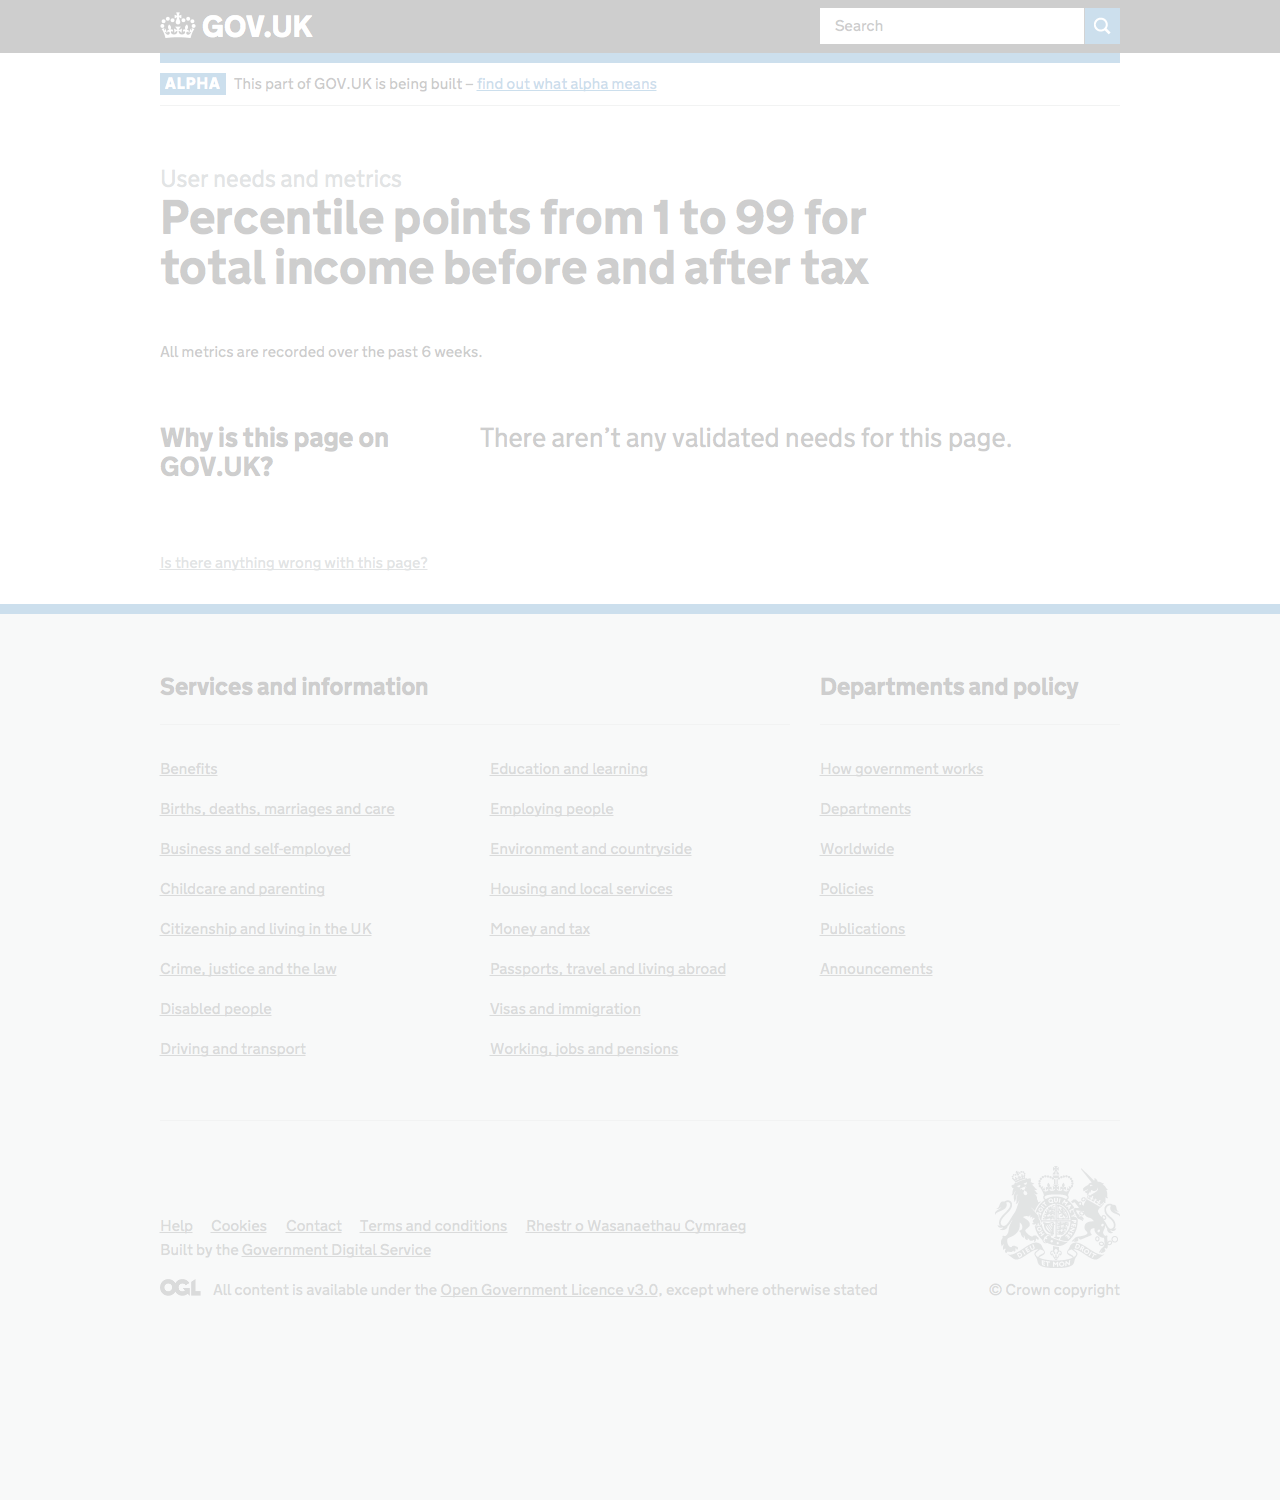 GOV.UK
Search
ALPHA This part of GOV.UK is being built – find out what alpha means
User needs and metrics
Percentile points from 1 to 99 for
total income before and after tax
All metrics are recorded over the past 6 weeks.
Why is this page on
GOV.UK?
There aren’t any validated needs for this page.
Is there anything wrong with this page?
Services and information
Benefits
Births, deaths, marriages and care
Business and self-employed
Childcare and parenting
Citizenship and living in the UK
Crime, justice and the law
Disabled people
Driving and transport
Education and learning
Employing people
Environment and countryside
Housing and local services
Money and tax
Passports, travel and living abroad
Visas and immigration
Working, jobs and pensions
Departments and policy
How government works
Departments
Worldwide
Policies
Publications
Announcements
Help Cookies Contact Terms and conditions Rhestr o Wasanaethau Cymraeg
Built by the Government Digital Service
OGL All content is available under the Open Government Licence v3.0, except where otherwise stated
© Crown copyright